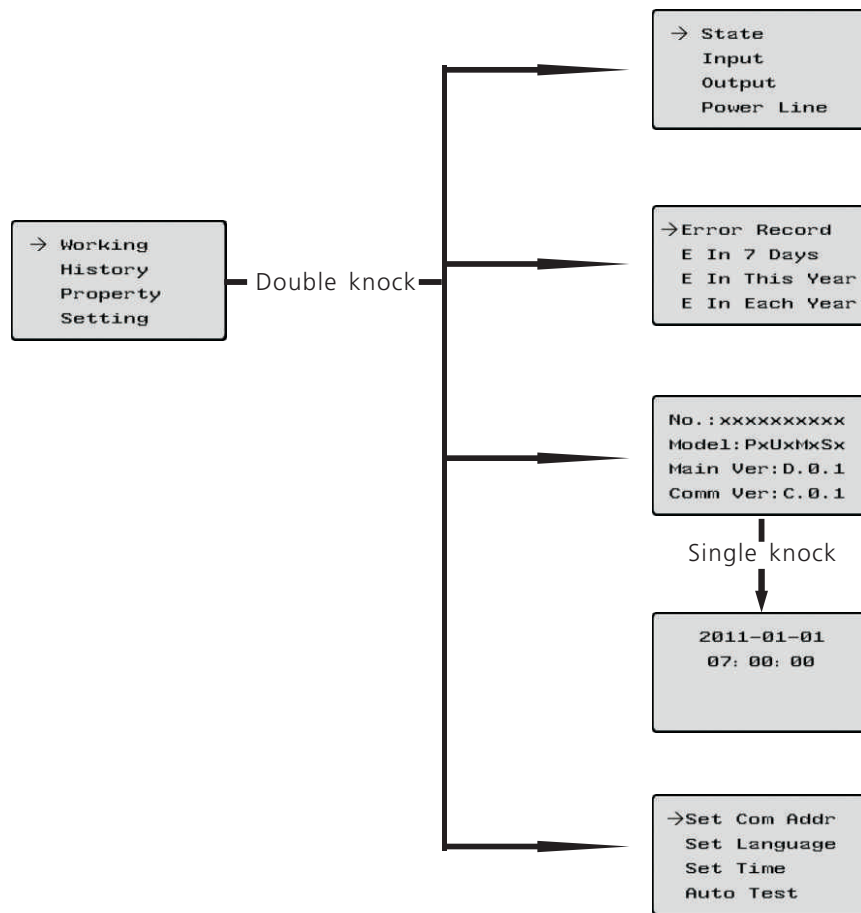 → Working
History
Property
Setting
Double knock
→ State
Input
Output
Power Line
→Error Record
E In 7 Days
E In This Year
E In Each Year
No.:xxxxxxxxxx
Model:PxUxMxSx
Main Ver:D.0.1
Comm Ver:C.0.1
Single knock
2011-01-01
07:00:00
→Set Com Addr
Set Language
Set Time
Auto Test